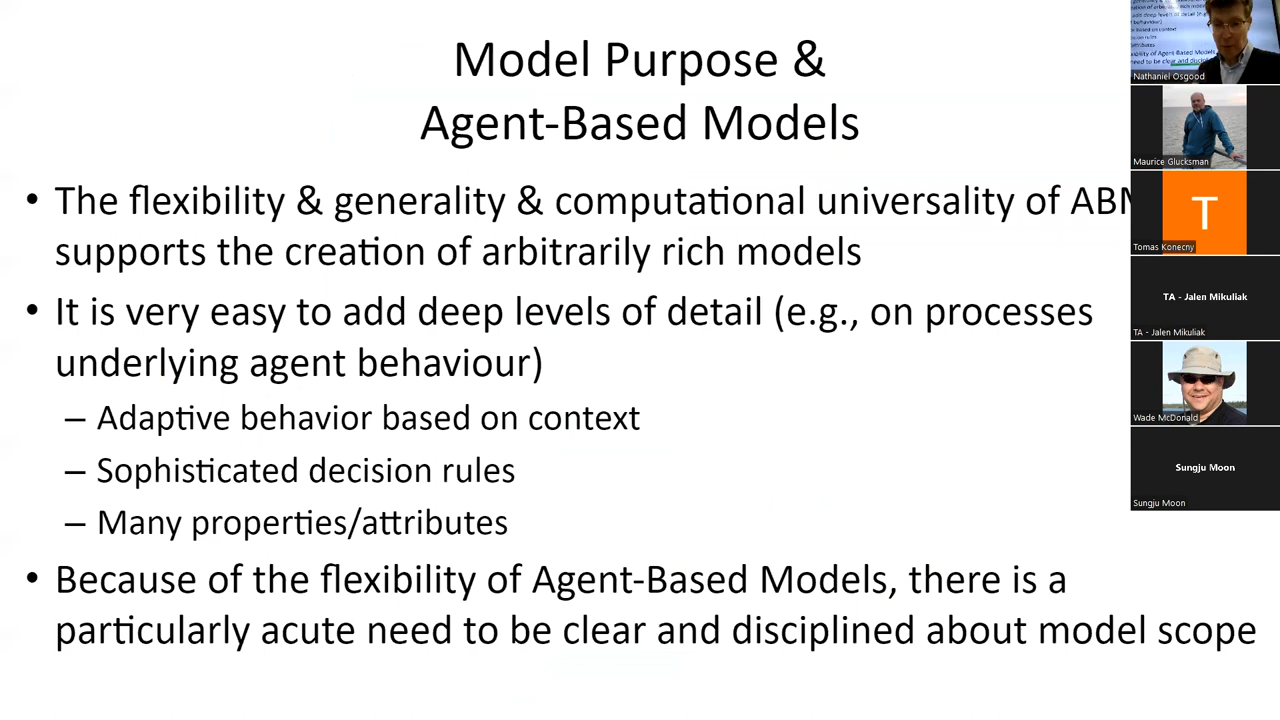 Model Purpose &
Agent-Based Models
• The flexibility & generality & computational universality of ABM
supports the creation of arbitrarily rich models
• It is very easy to add deep levels of detail (e.g., on processes
underlying agent behaviour)
– Adaptive behavior based on context
– Sophisticated decision rules
– Many properties/attributes
• Because of the flexibility of Agent-Based Models, there is a
particularly acute need to be clear and disciplined about model scope
Nathaniel Osgood
Maurice Glucksman
T
Tomas Konecny
TA - Jalen Mikuliak
TA - Jalen Mikuliak
Wade McDonald
Sungju Moon
Sungju Moon